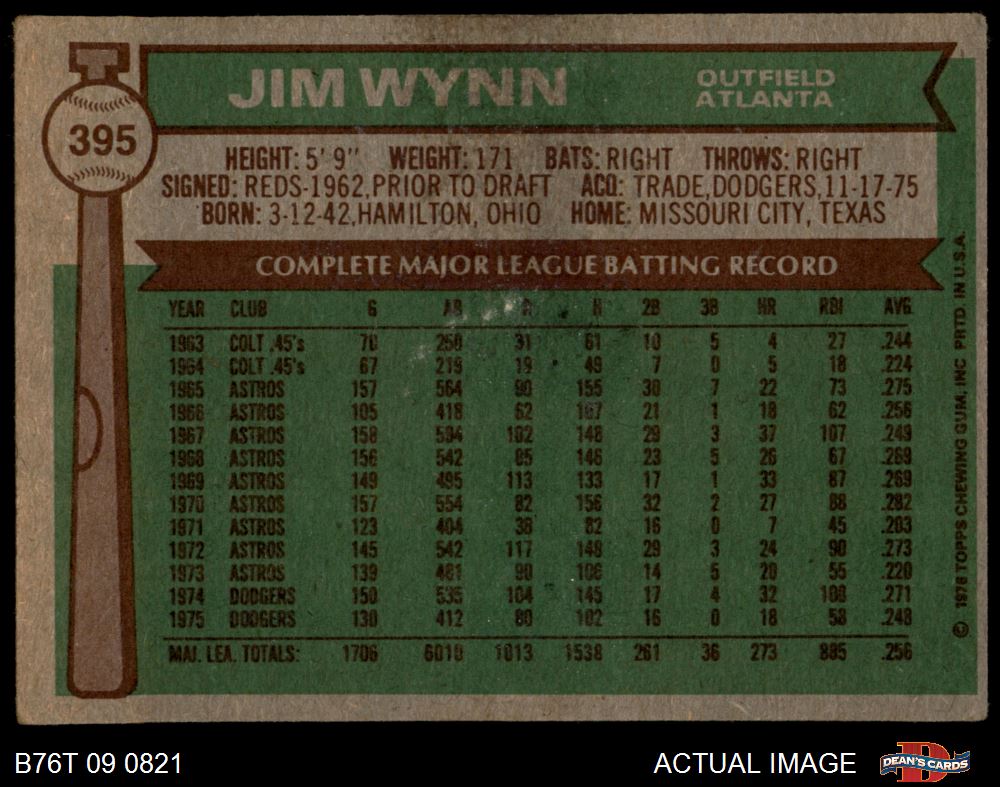 JIM WYNN OUTFIELD ATLANTA
395
HEIGHT: 5' 9" WEIGHT: 171 BATS: RIGHT THROWS: RIGHT
SIGNED: REDS-1962, PRIOR TO DRAFT ACQ: TRADE, DODGERS, 11-17-75
BORN: 3-12-42, HAMILTON, OHIO HOME: MISSOURI CITY, TEXAS
COMPLETE MAJOR LEAGUE BATTING RECORD
YEAR CLUB G AB R H 2B 3B HR RBI AVG.
1963 COLT .45's 70 250 31 61 10 5 4 27 .244
1964 COLT .45's 67 219 19 49 7 0 5 18 .224
1965 ASTROS 157 564 90 155 30 7 22 73 .275
1966 ASTROS 105 418 62 107 21 1 18 62 .256
1967 ASTROS 158 594 102 148 29 3 37 107 .249
1968 ASTROS 156 542 85 146 23 5 26 67 .269
1969 ASTROS 149 495 113 133 17 1 33 87 .269
1970 ASTROS 157 554 82 156 32 2 27 88 .282
1971 ASTROS 123 404 38 82 16 0 7 45 .203
1972 ASTROS 145 542 117 148 29 3 24 90 .273
1973 ASTROS 139 481 90 106 14 5 20 55 .220
1974 DODGERS 150 535 104 145 17 4 32 108 .271
1975 DODGERS 130 412 80 102 16 0 18 58 .248
MAJ. LEA. TOTALS: 1706 6010 1013 1538 261 36 273 885 .256
© 1976 TOPPS CHEWING GUM, INC PRTD. IN U.S.A.
B76T 09 0821 ACTUAL IMAGE DEAN'S CARDS